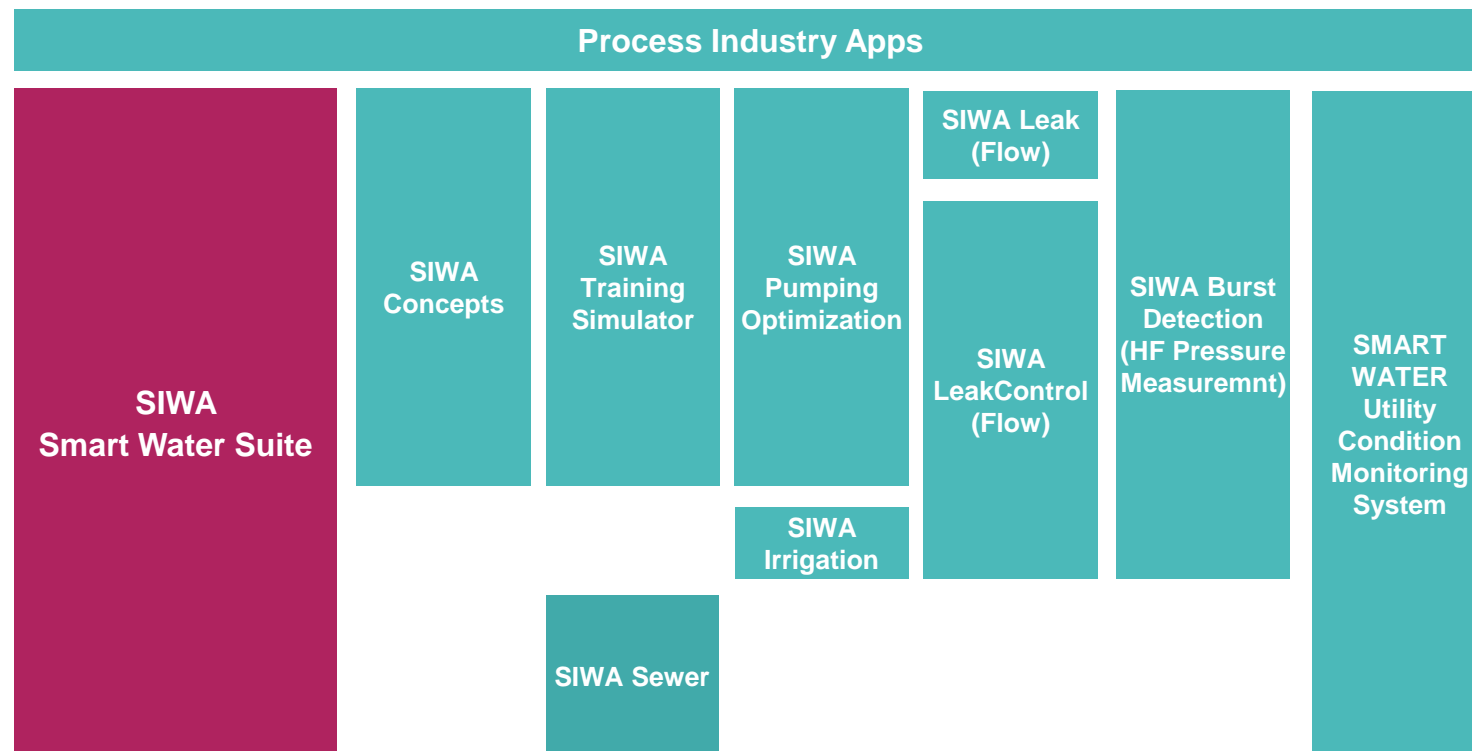 Process Industry Apps
SIWA
Smart Water Suite
SIWA
Concepts
SIWA
Training
Simulator
SIWA
Pumping
Optimization
SIWA Leak
(Flow)
SIWA
LeakControl
(Flow)
SIWA Burst
Detection
(HF Pressure
Measuremnt)
SMART
WATER
Utility
Condition
Monitoring
System
SIWA
Irrigation
SIWA Sewer